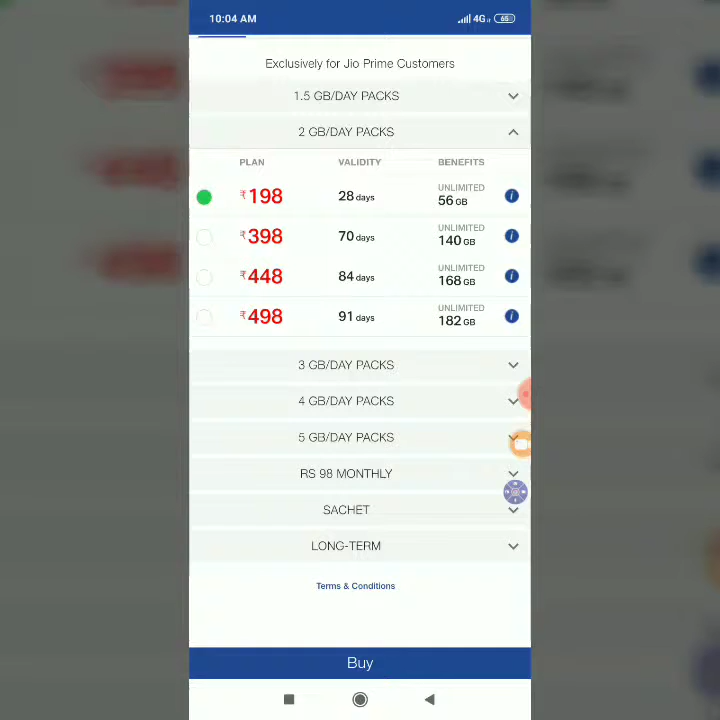 10:04 AM 4G 65
Exclusively for Jio Prime Customers
1.5 GB/DAY PACKS
2 GB/DAY PACKS
PLAN VALIDITY BENEFITS
₹198 28 days UNLIMITED
56 GB
₹398 70 days UNLIMITED
140 GB
₹448 84 days UNLIMITED
168 GB
₹498 91 days UNLIMITED
182 GB
3 GB/DAY PACKS
4 GB/DAY PACKS
5 GB/DAY PACKS
RS 98 MONTHLY
SACHET
LONG-TERM
Terms & Conditions
Buy